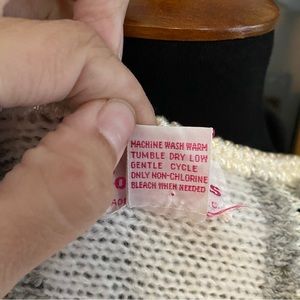 MACHINE WASH WARM
TUMBLE DRY LOW
GENTLE CYCLE
ONLY NON-CHLORINE
BLEACH WHEN NEEDED